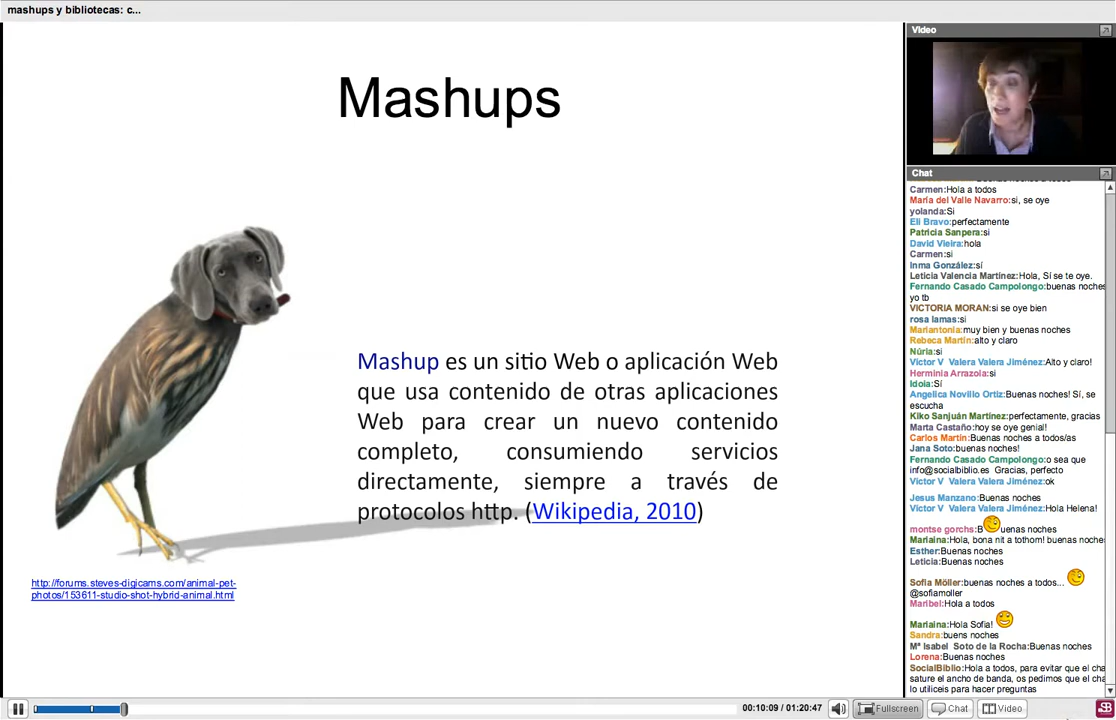 mashups y bibliotecas: c...
Mashups
Mashup es un sitio Web o aplicación Web
que usa contenido de otras aplicaciones
Web para crear un nuevo contenido
completo, consumiendo servicios
directamente, siempre a través de
protocolos http. (Wikipedia, 2010)
http://forums.steves-digicams.com/animal-pet-
photos/153611-studio-shot-hybrid-animal.html
Video
Chat
Carmen:Hola a todos
María del Valle Navarro:si, se oye
yolanda:Si
Eli Bravo:perfectamente
Patricia Sanpera:si
David Vieira:hola
Carmen:si
Inma González:sí
Leticia Valencia Martínez:Hola, Sí se te oye.
Fernando Casado Campolongo:buenas noches
yo tb
VICTORIA MORAN:si se oye bien
rosa lamas:si
Mariantonia:muy bien y buenas noches
Rebeca Martín:alto y claro
Núria:si
Victor V Valera Valera Jiménez:Alto y claro!
Herminia Arrazola:si
Idoia:Sí
Angelica Novillo Ortiz:Buenas noches! Sí, se
escucha
Kiko Sanjuán Martínez:perfectamente, gracias
Marta Castaño:hoy se oye genial!
Carlos Martín:Buenas noches a todos/as
Jana Soto:buenas noches!
Fernando Casado Campolongo:o sea que
info@socialbiblio.es Gracias, perfecto
Victor V Valera Valera Jiménez:ok
Jesus Manzano:Buenas noches
Victor V Valera Valera Jiménez:Hola Helena!
montse gorchs:B uenas noches
Mariaina:Hola, bona nit a tothom! buenas noche
Esther:Buenas noches
Leticia:Buenas noches
Sofia Möller:buenas noches a todos...
@sofiamoller
Maribel:Hola a todos
Mariaina:Hola Sofia!
Sandra:buens noches
Mª Isabel Soto de la Rocha:Buenas noches
Lorena:Buenas noches
SocialBiblio:Hola a todos, para evitar que el cha
sature el ancho de banda, os pedimos que el cha
lo utiliceis para hacer preguntas
00:10:09 / 01:20:47
Fullscreen
Chat
Video
SB